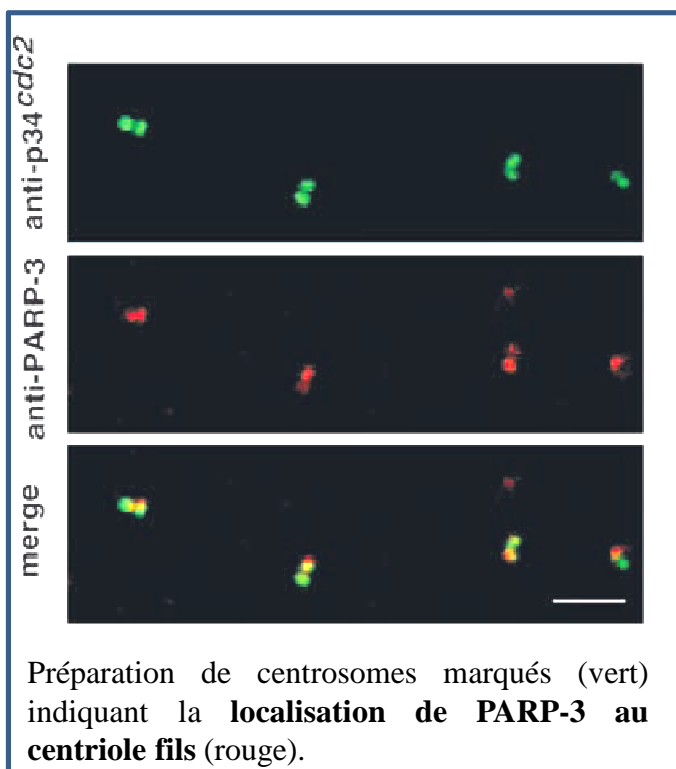 anti-p34cdc2
anti-PARP-3
merge
Préparation de centrosomes marqués (vert)
indiquant la localisation de PARP-3 au
centriole fils (rouge).